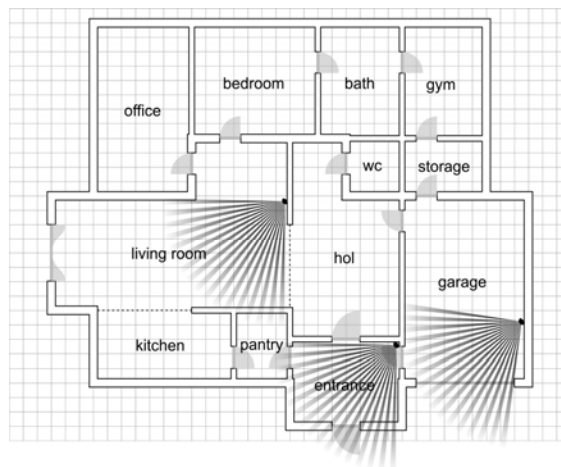 bedroom
bath
gym
office
wc
storage
living room
hol
garage
kitchen
pantry
entrance